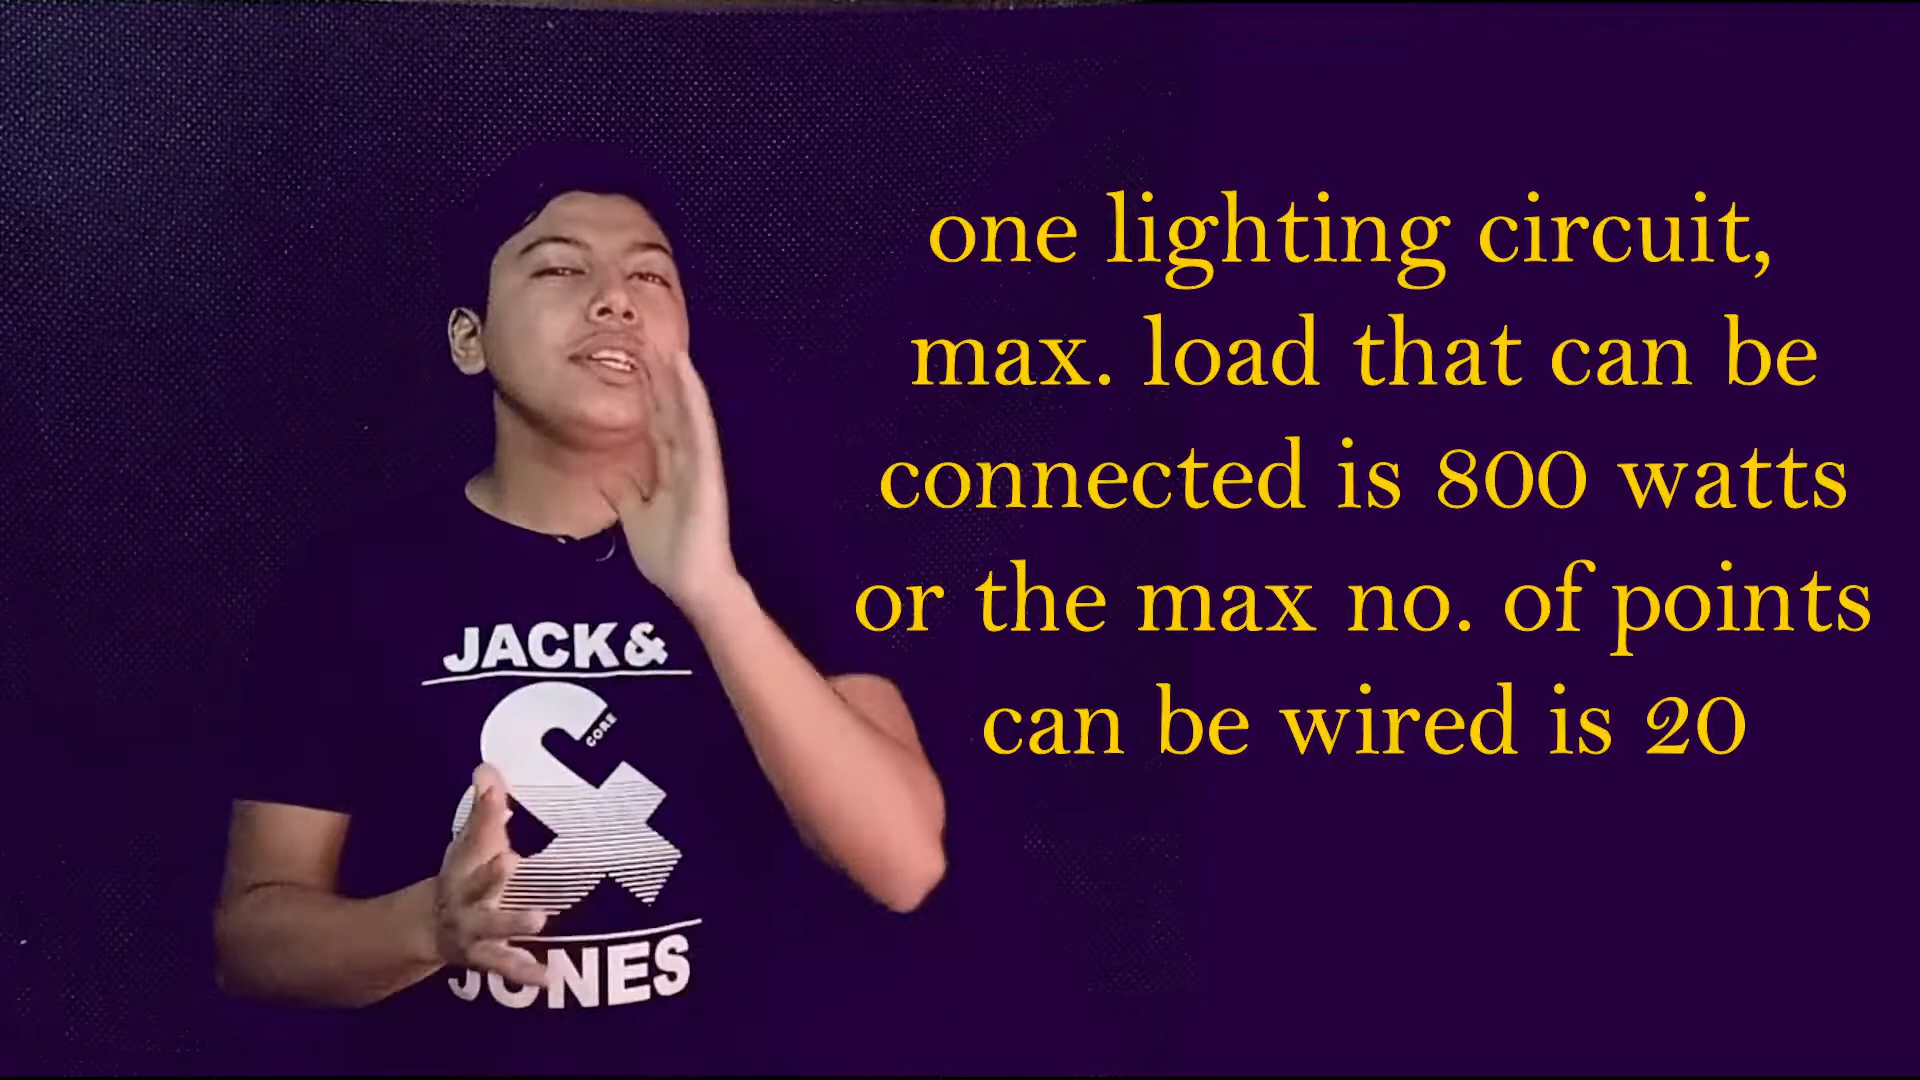 one lighting circuit,
max. load that can be
connected is 800 watts
or the max no. of points
can be wired is 20
JACK&
CORE
JONES